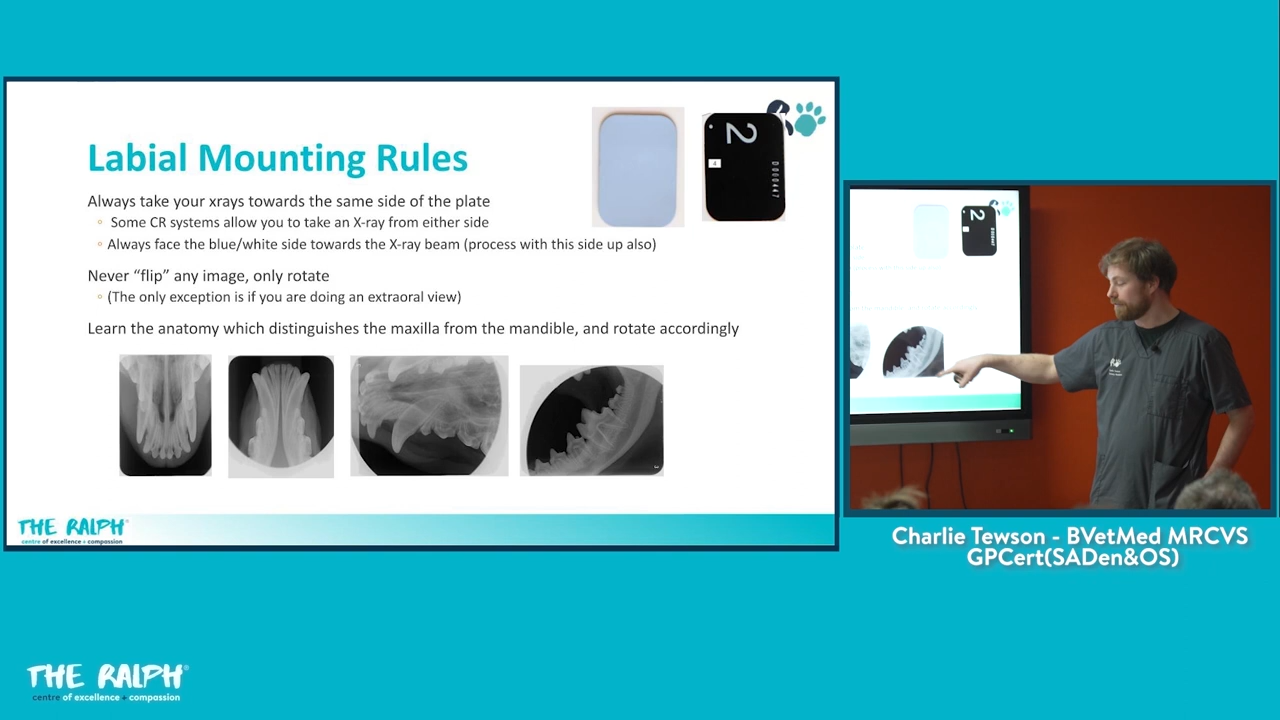 Labial Mounting Rules
Always take your xrays towards the same side of the plate
Some CR systems allow you to take an X-ray from either side
Always face the blue/white side towards the X-ray beam (process with this side up also)
Never “flip” any image, only rotate
(The only exception is if you are doing an extraoral view)
Learn the anatomy which distinguishes the maxilla from the mandible, and rotate accordingly
2
D000447
THE RALPH®
centre of excellence + compassion
2
Charlie Tewson - BVetMed MRCVS
GPCert(SADen&OS)
THE RALPH®
centre of excellence + compassion